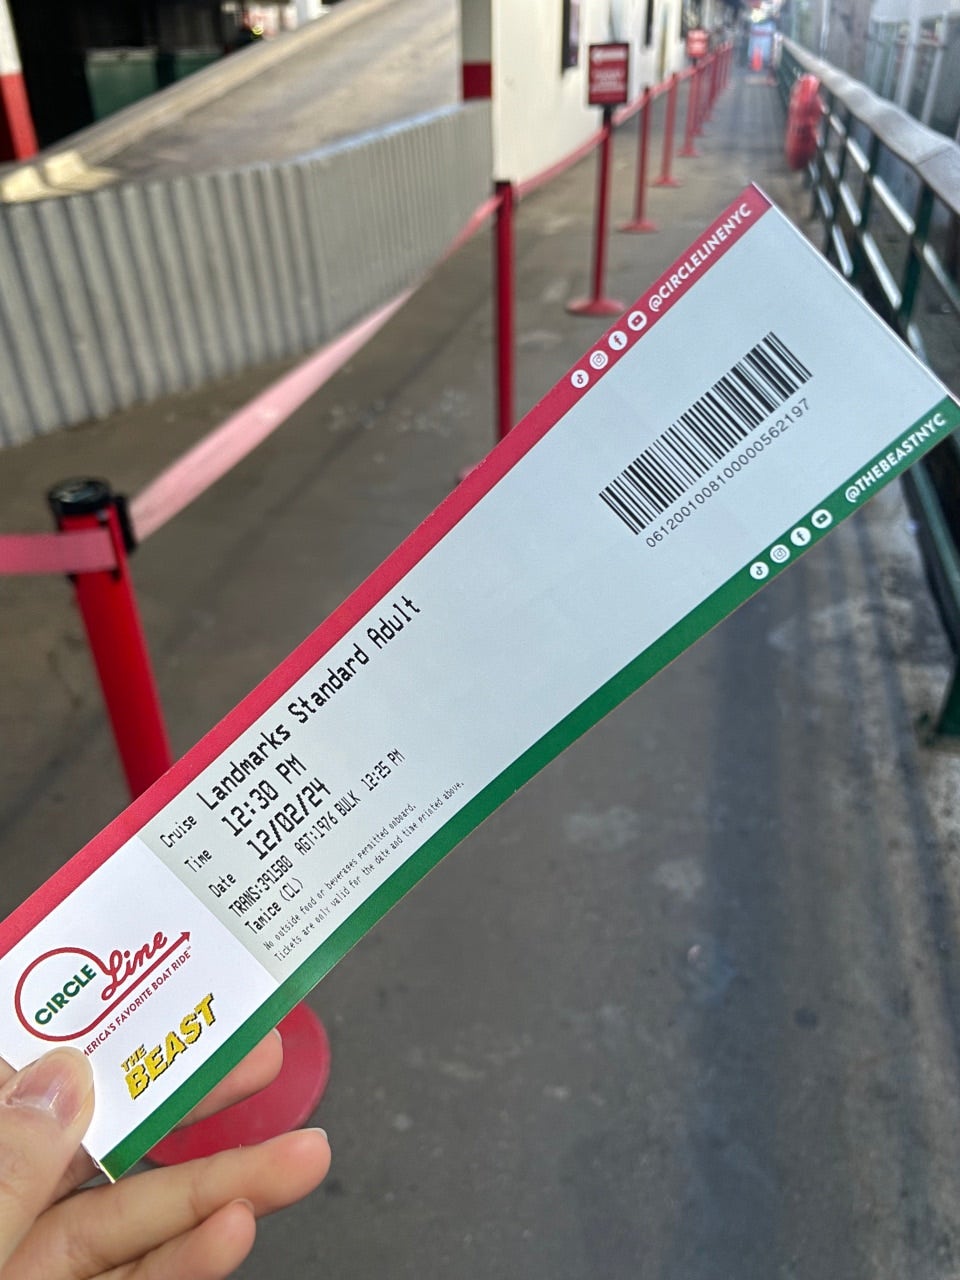 @CIRCLELINENYC
0612001008100000562197
@THEBEASTNYC
Cruise Landmarks Standard Adult
Time 12:30 PM
Date 12/02/24
TRANS:391580 AGT:1976 BULK 12:25 PM
Tamice (CL)
No outside food or beverages permitted onboard.
Tickets are only valid for the date and time printed above.
CIRCLE Line
AMERICA'S FAVORITE BOAT RIDE™
THE
BEAST